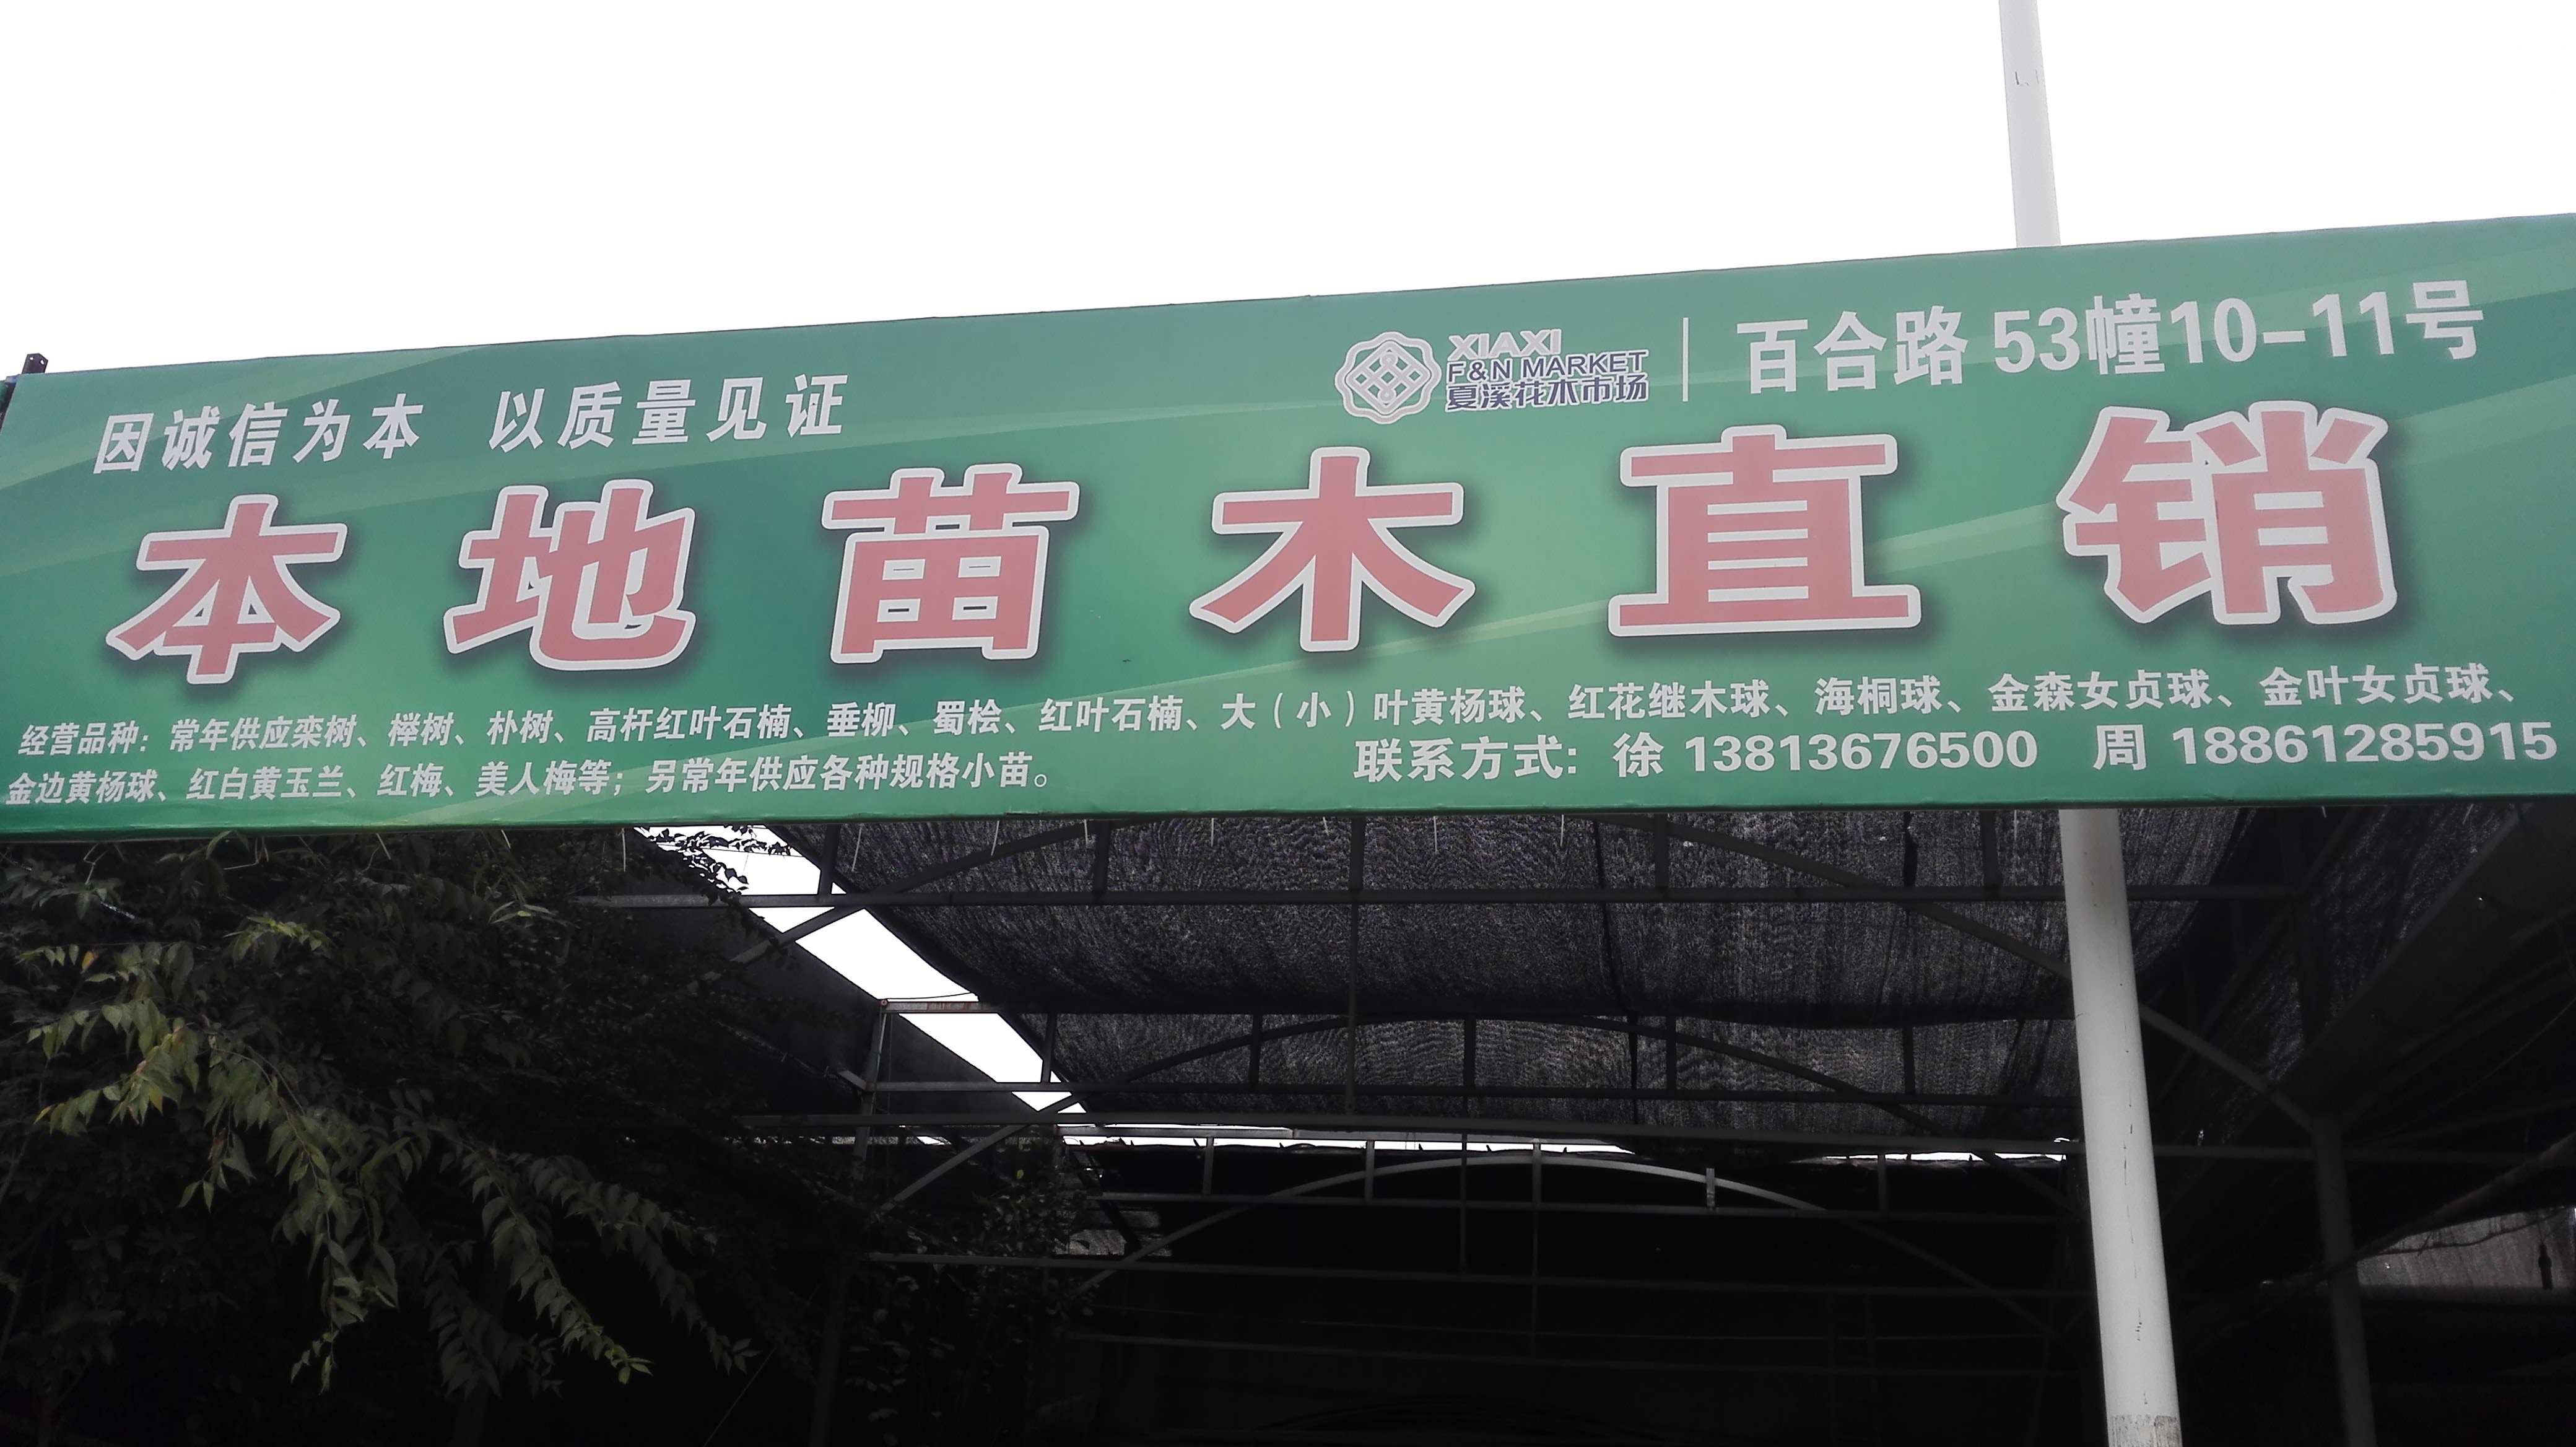 因诚信为本 以质量见证
XIAXI
F&N MARKET
夏溪花木市场
百合路 53幢10-11号
本地苗木直销
经营品种：常年供应栾树、榉树、朴树、高杆红叶石楠、垂柳、蜀桧、红叶石楠、大（小）叶黄杨球、红花继木球、海桐球、金森女贞球、金叶女贞球、
金边黄杨球、红白黄玉兰、红梅、美人梅等；另常年供应各种规格小苗。
联系方式: 徐 13813676500 周 18861285915